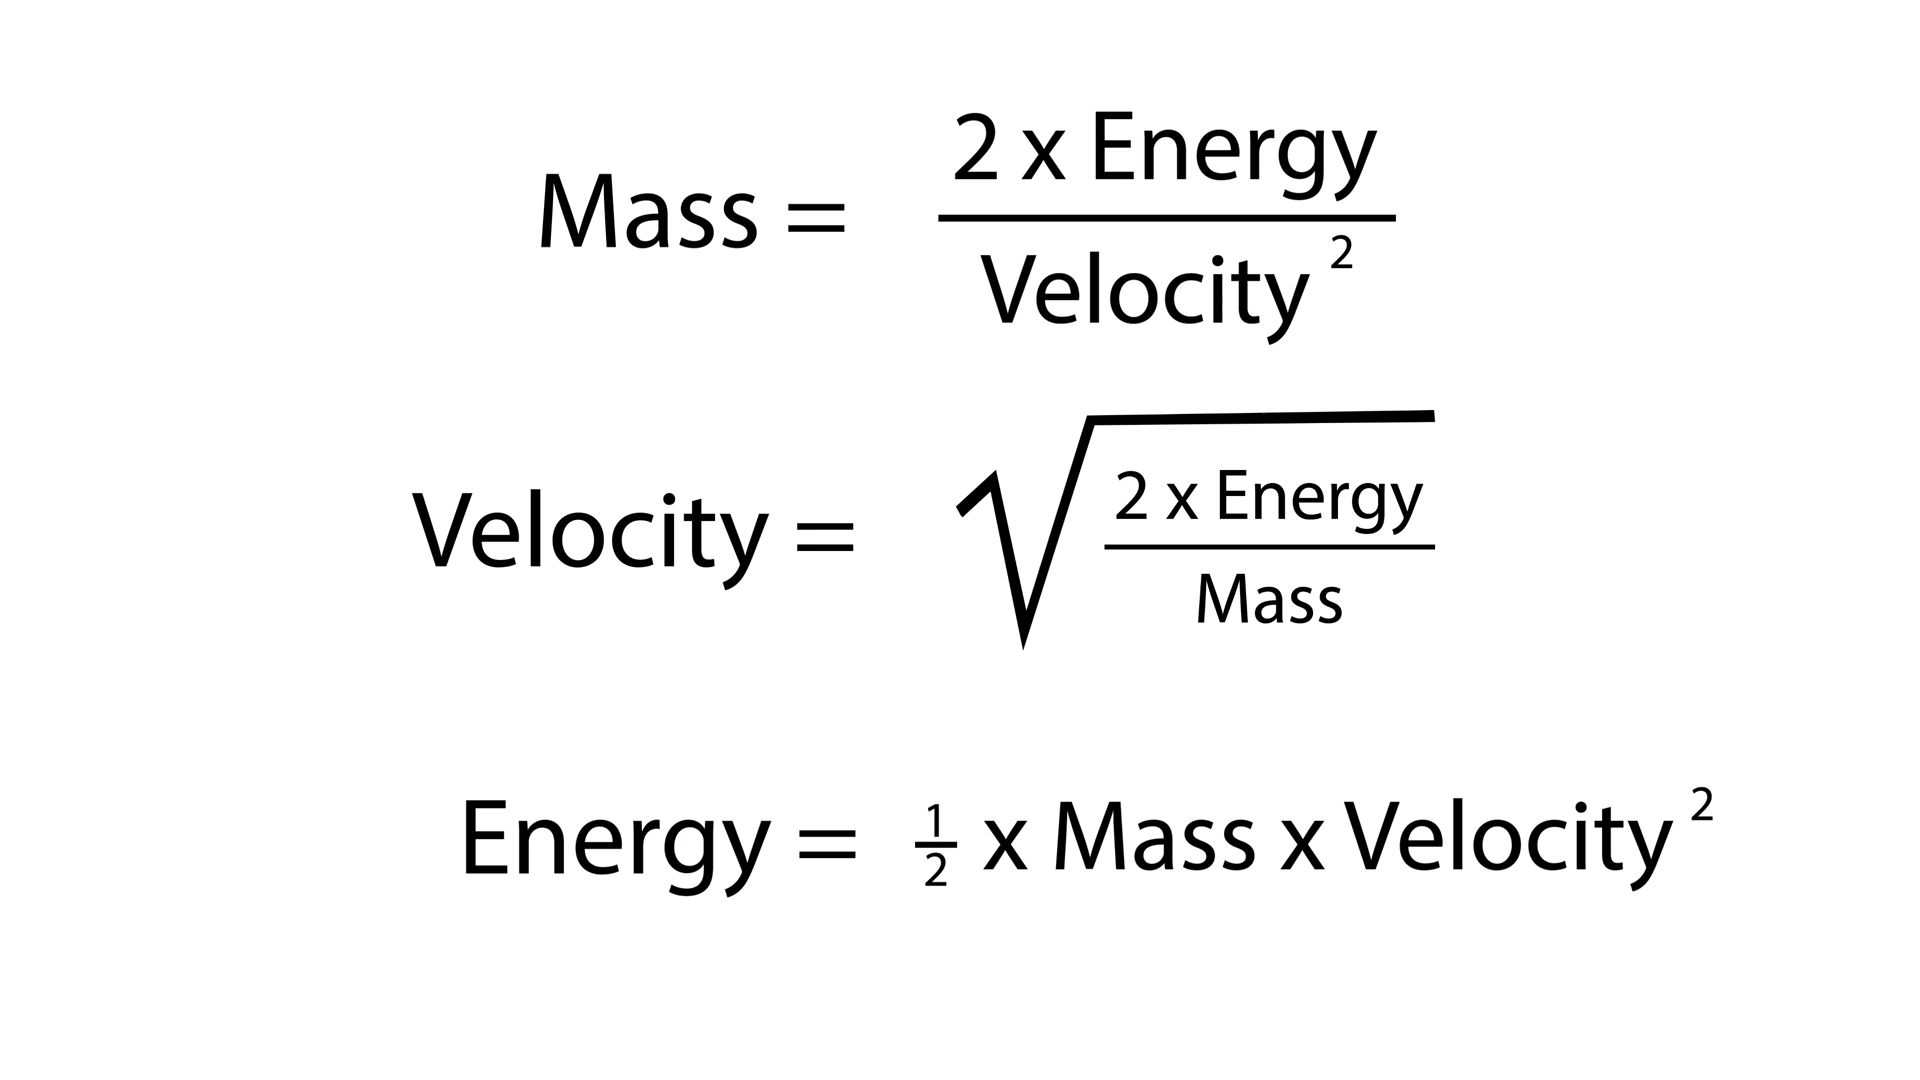 Mass = 2 x Energy / Velocity ²
Velocity = √ 2 x Energy / Mass
Energy = ½ x Mass x Velocity ²